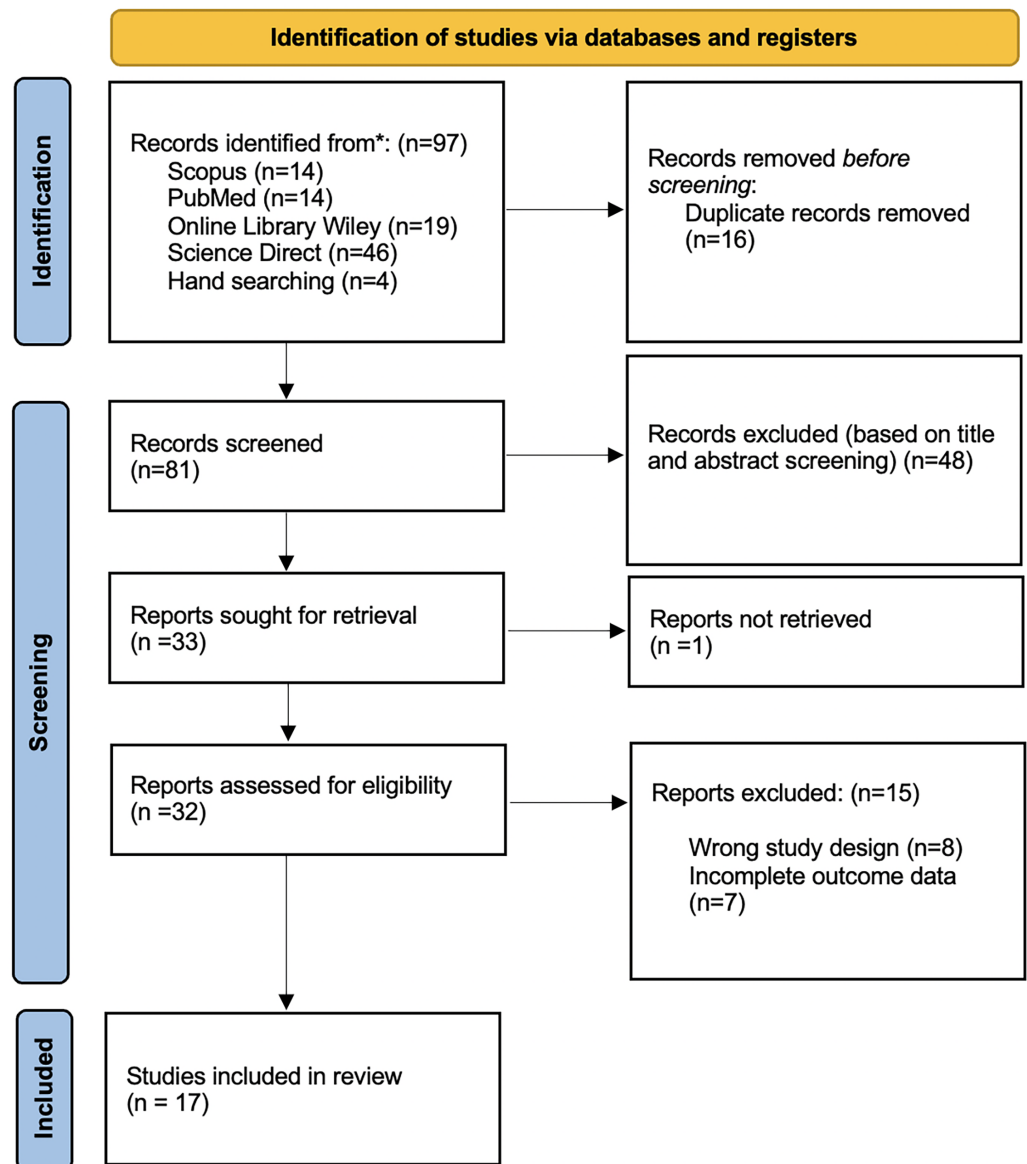 Identification of studies via databases and registers
Identification
Records identified from*: (n=97)
Scopus (n=14)
PubMed (n=14)
Online Library Wiley (n=19)
Science Direct (n=46)
Hand searching (n=4)
Records removed before
screening:
Duplicate records removed
(n=16)
Screening
Records screened
(n=81)
Records excluded (based on title
and abstract screening) (n=48)
Reports sought for retrieval
(n =33)
Reports not retrieved
(n =1)
Reports assessed for eligibility
(n =32)
Reports excluded: (n=15)
Wrong study design (n=8)
Incomplete outcome data
(n=7)
Included
Studies included in review
(n = 17)